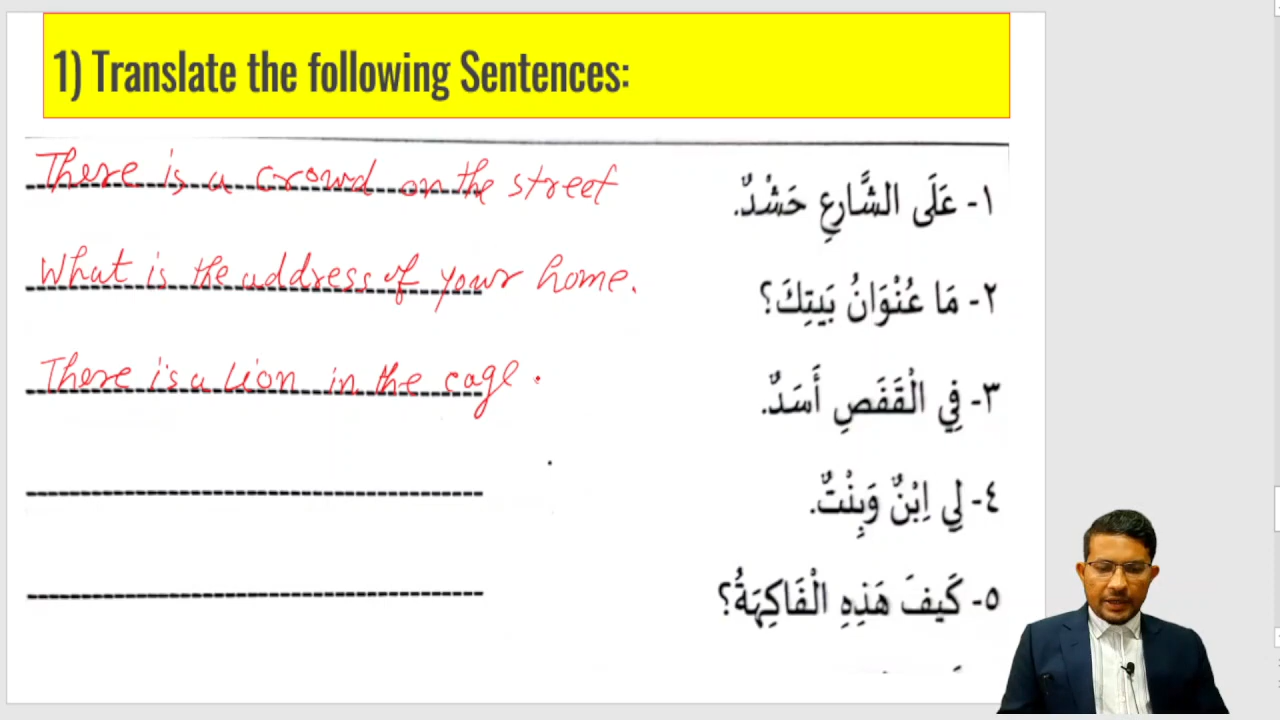 1) Translate the following Sentences:
There is a crowd on the street
١- عَلَى الشَّارِعِ حَشْدٌ.
What is the address of your home.
٢- مَا عُنْوَانُ بَيتِكَ؟
There is a Lion in the cage.
٣- فِي الْقَفَصِ أَسَدٌ.
٤- لِي اِبْنٌ وَبِنْتٌ.
٥- كَيفَ هَذِهِ الْفَاكِهَةُ؟